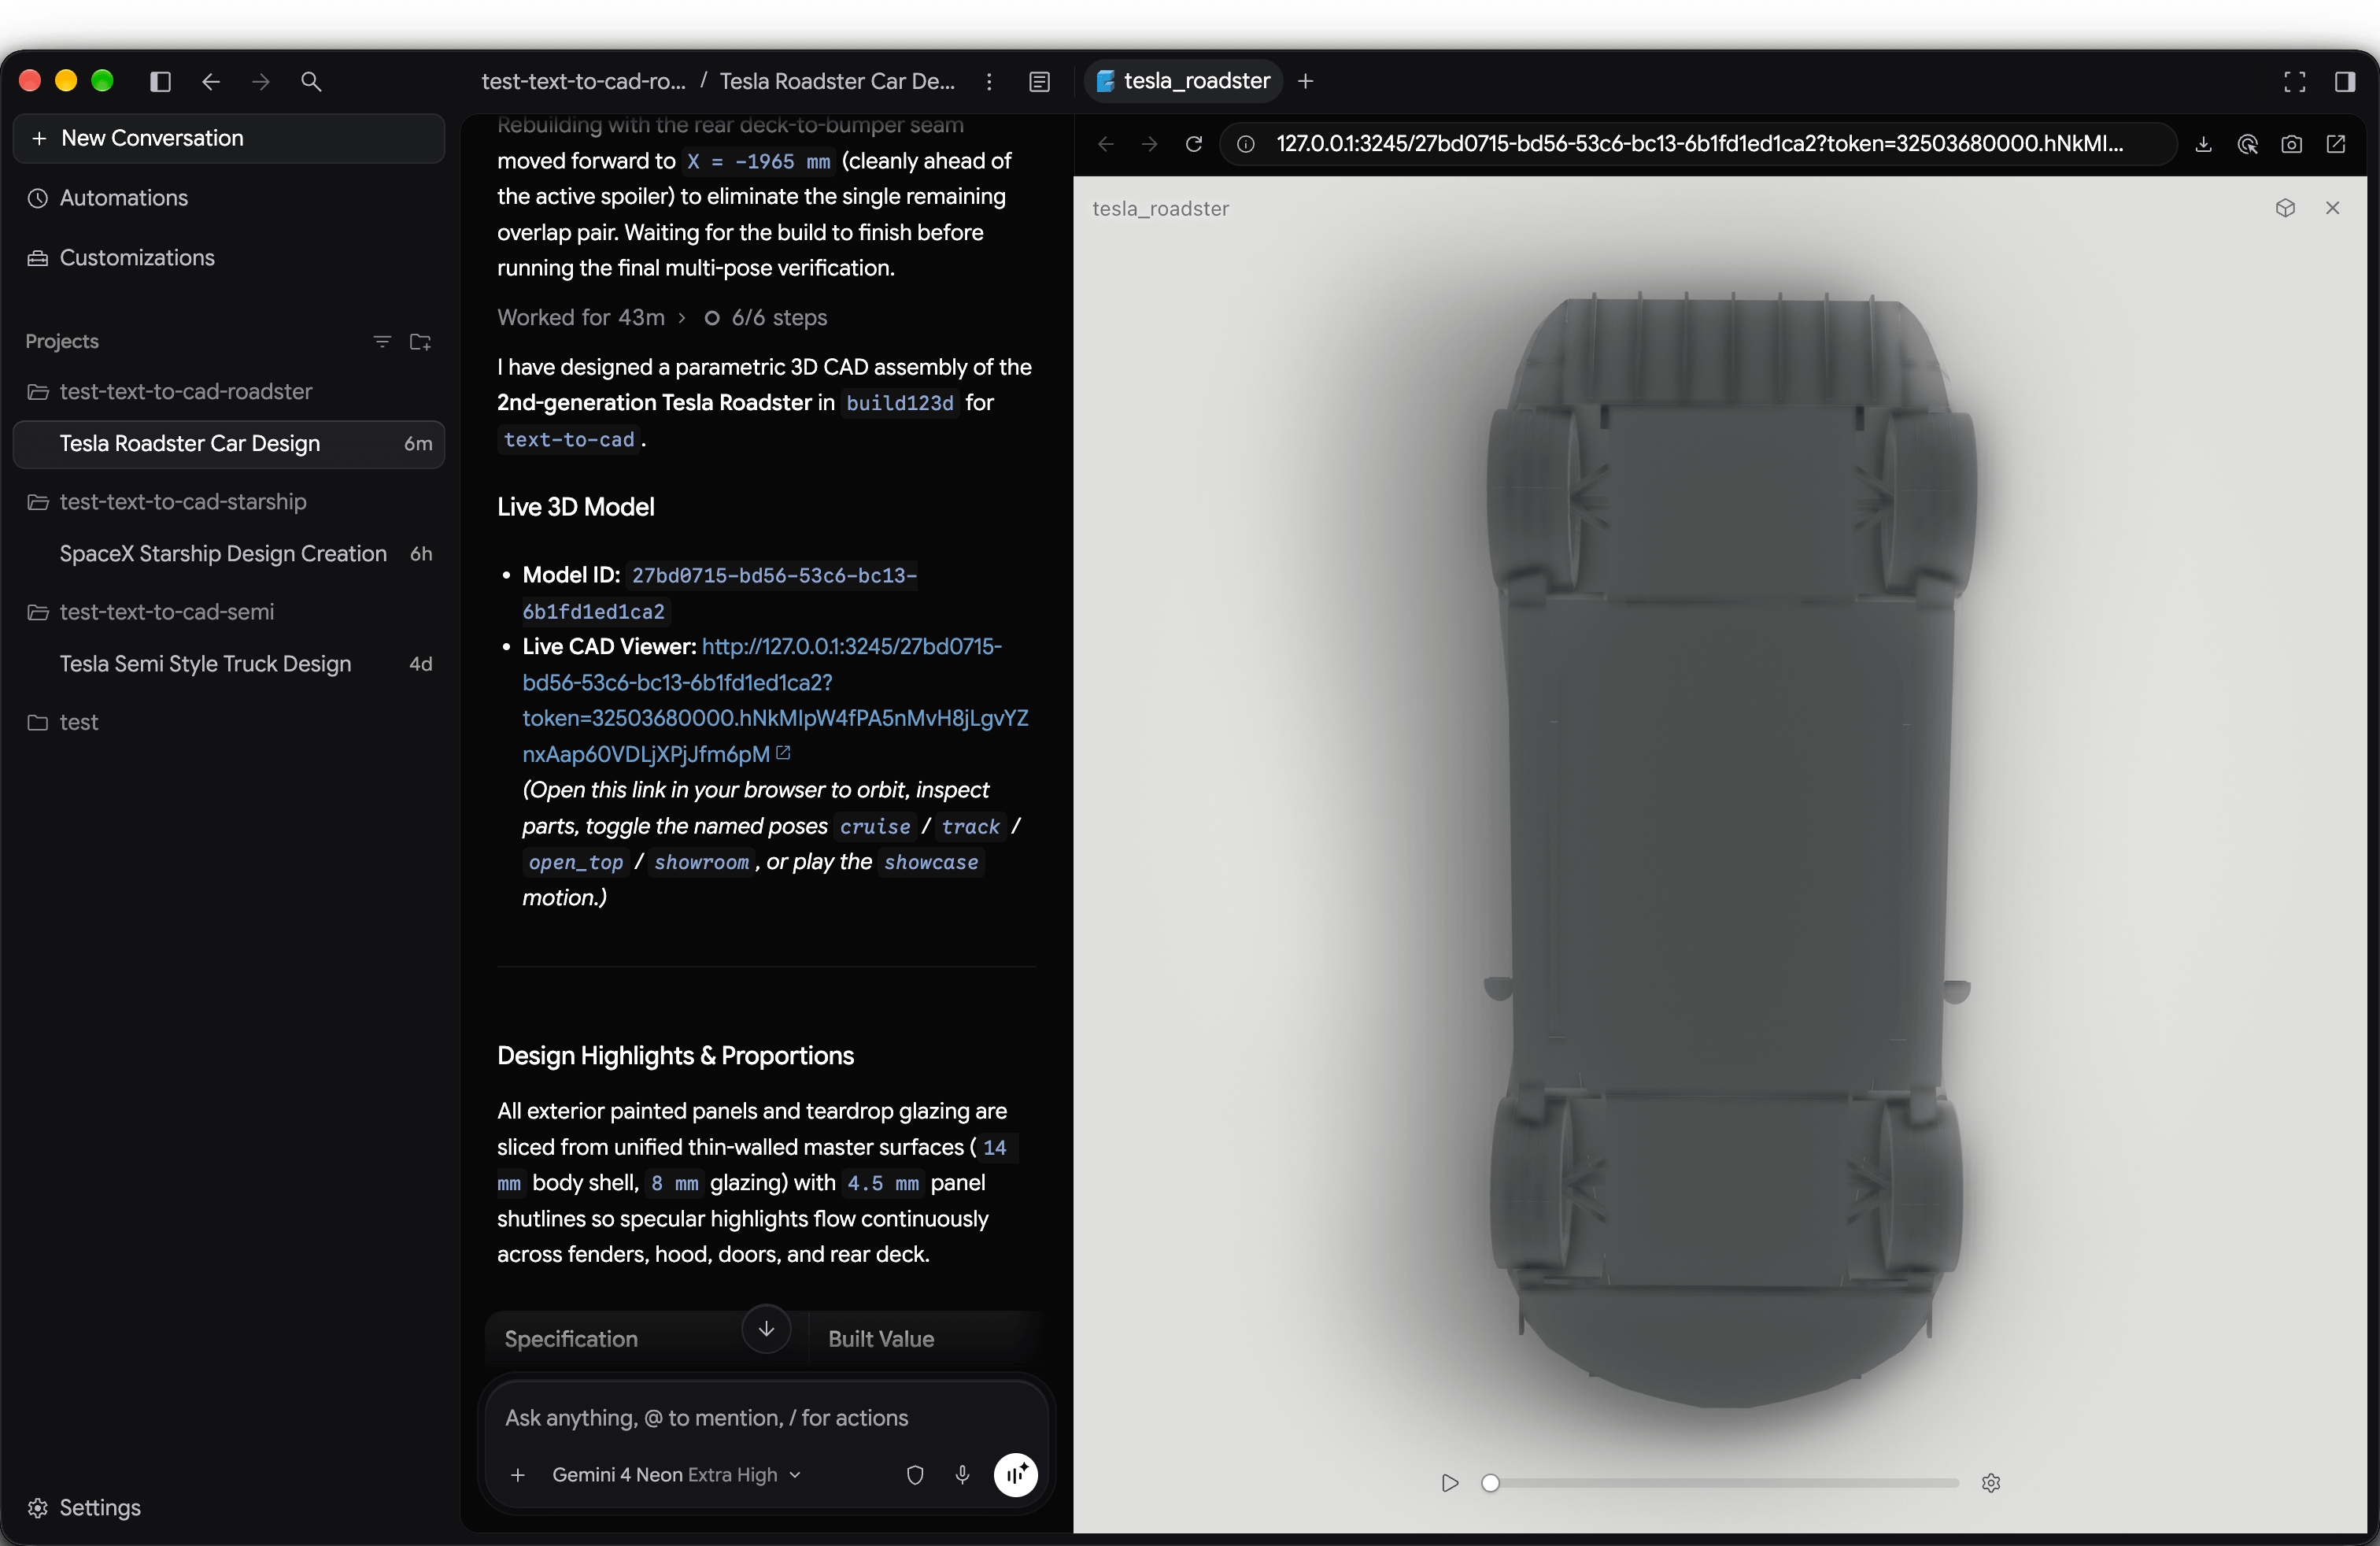 test-text-to-cad-ro... / Tesla Roadster Car De...
tesla_roadster
New Conversation
Automations
Customizations
Projects
test-text-to-cad-roadster
Tesla Roadster Car Design 6m
test-text-to-cad-starship
SpaceX Starship Design Creation 6h
test-text-to-cad-semi
Tesla Semi Style Truck Design 4d
test
Settings
Rebuilding with the rear deck-to-bumper seam
moved forward to X = -1965 mm (cleanly ahead of
the active spoiler) to eliminate the single remaining
overlap pair. Waiting for the build to finish before
running the final multi-pose verification.
Worked for 43m > 6/6 steps
I have designed a parametric 3D CAD assembly of the
2nd-generation Tesla Roadster in build123d for
text-to-cad.
Live 3D Model
• Model ID: 27bd0715-bd56-53c6-bc13-
6b1fd1ed1ca2
• Live CAD Viewer: http://127.0.0.1:3245/27bd0715-
bd56-53c6-bc13-6b1fd1ed1ca2?
token=32503680000.hNkMIpW4fPA5nMvH8jLgvYZ
nxAap60VDLjXPjJfm6pM
(Open this link in your browser to orbit, inspect
parts, toggle the named poses cruise / track /
open_top / showroom, or play the showcase
motion.)
Design Highlights & Proportions
All exterior painted panels and teardrop glazing are
sliced from unified thin-walled master surfaces (14
mm body shell, 8 mm glazing) with 4.5 mm panel
shutlines so specular highlights flow continuously
across fenders, hood, doors, and rear deck.
Specification Built Value
Ask anything, @ to mention, / for actions
Gemini 4 Neon Extra High
127.0.0.1:3245/27bd0715-bd56-53c6-bc13-6b1fd1ed1ca2?token=32503680000.hNkMI...
tesla_roadster